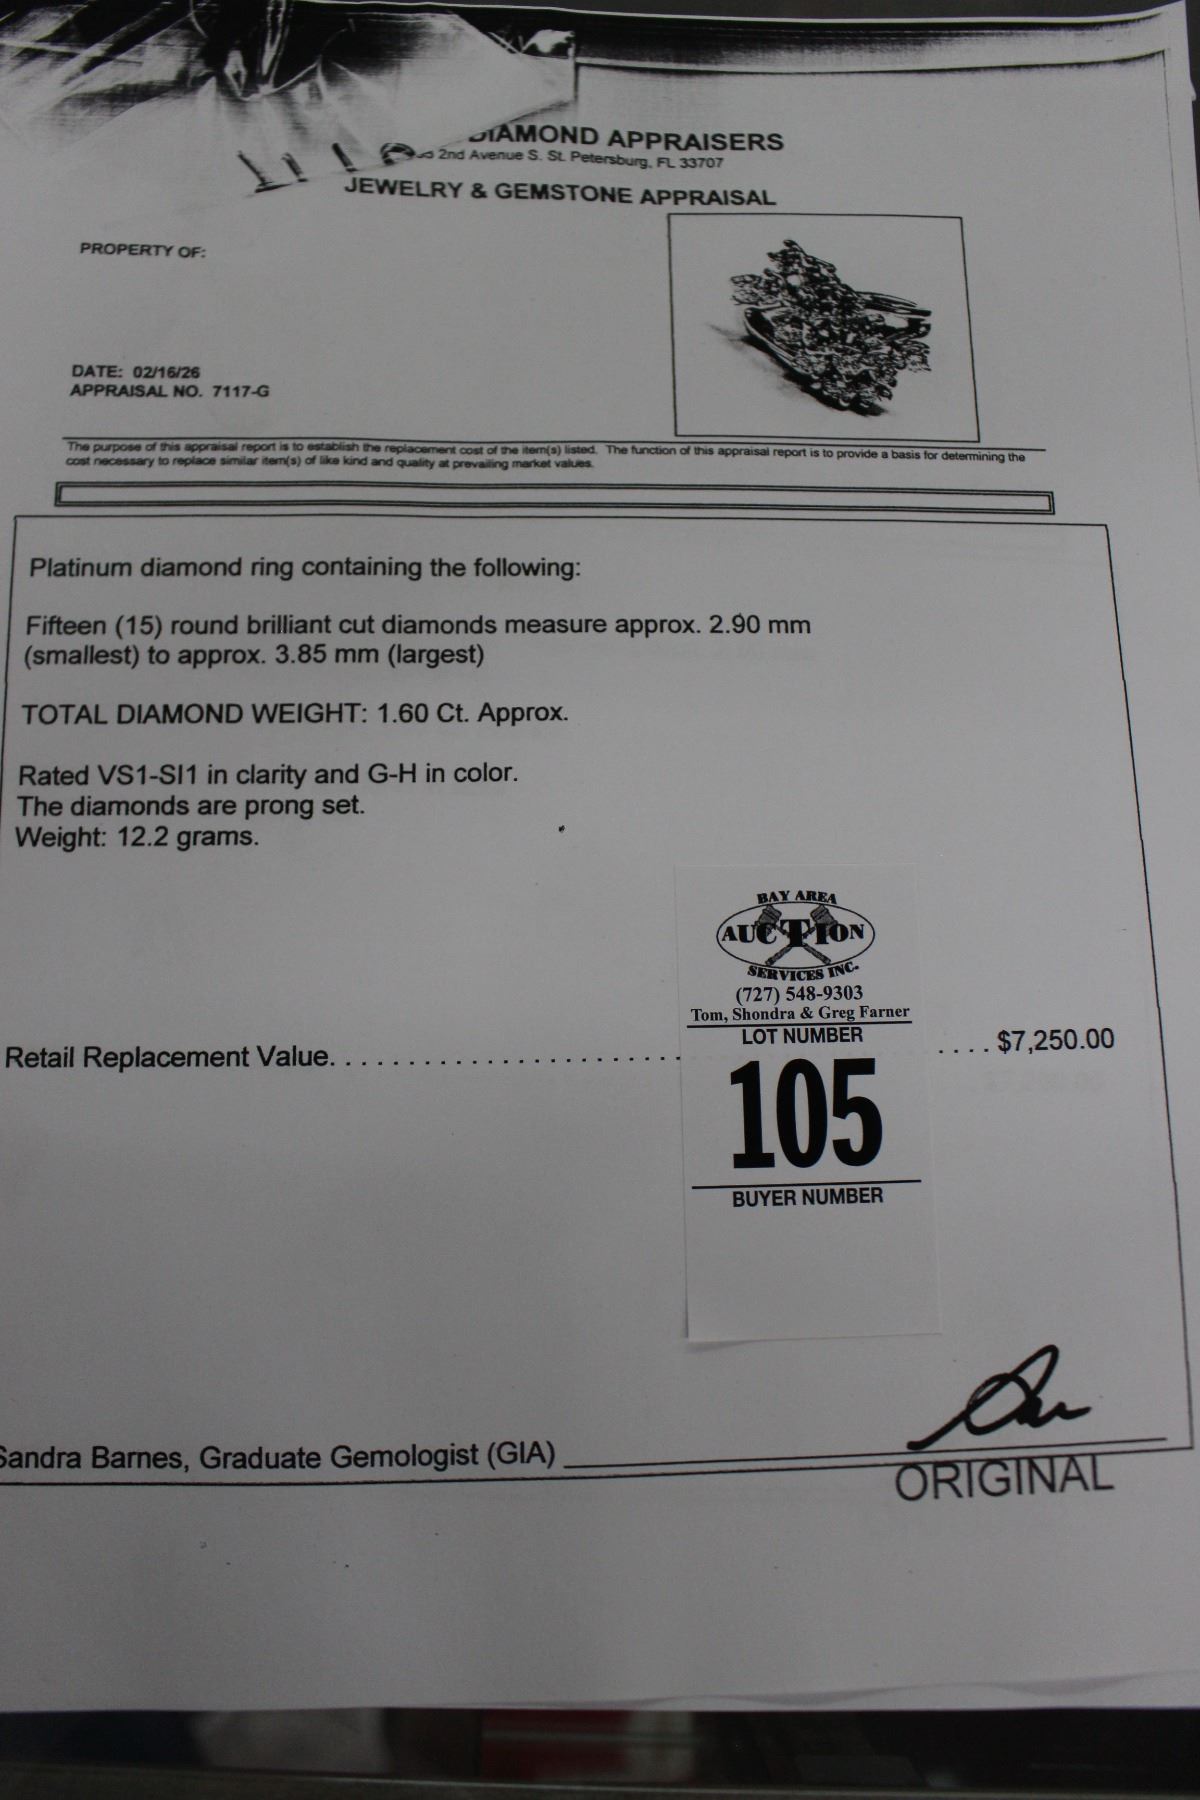 DIAMOND APPRAISERS
2nd Avenue S. St. Petersburg, FL 33707
JEWELRY & GEMSTONE APPRAISAL
PROPERTY OF:
DATE: 02/16/26
APPRAISAL NO. 7117-G
The purpose of this appraisal report is to establish the replacement cost of the item(s) listed. The function of this appraisal report is to provide a basis for determining the
cost necessary to replace similar item(s) of like kind and quality at prevailing market values.
Platinum diamond ring containing the following:
Fifteen (15) round brilliant cut diamonds measure approx. 2.90 mm
(smallest) to approx. 3.85 mm (largest)
TOTAL DIAMOND WEIGHT: 1.60 Ct. Approx.
Rated VS1-SI1 in clarity and G-H in color.
The diamonds are prong set.
Weight: 12.2 grams.
BAY AREA
AUCTION
SERVICES INC.
(727) 548-9303
Tom, Shondra & Greg Farner
LOT NUMBER
Retail Replacement Value. . . . . . . . . . . . . . . . . . . . . . . . . . . . $7,250.00
105
BUYER NUMBER
Sandra Barnes, Graduate Gemologist (GIA)
ORIGINAL